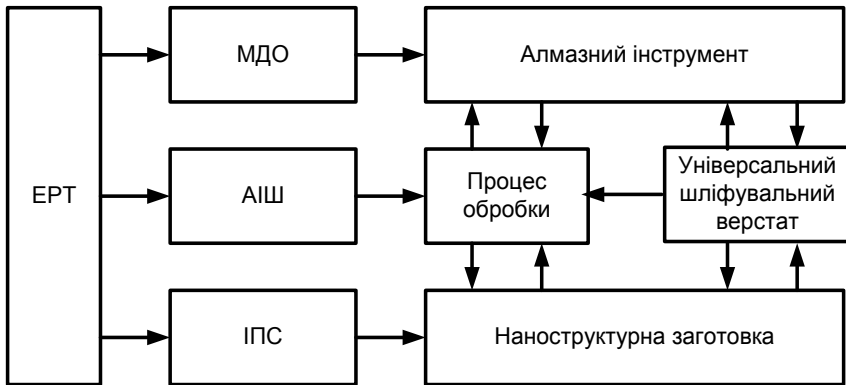 МДО
Алмазний інструмент
ЕРТ
АІШ
Процес
обробки
Універсальний
шліфувальний
верстат
ІПС
Наноструктурна заготовка